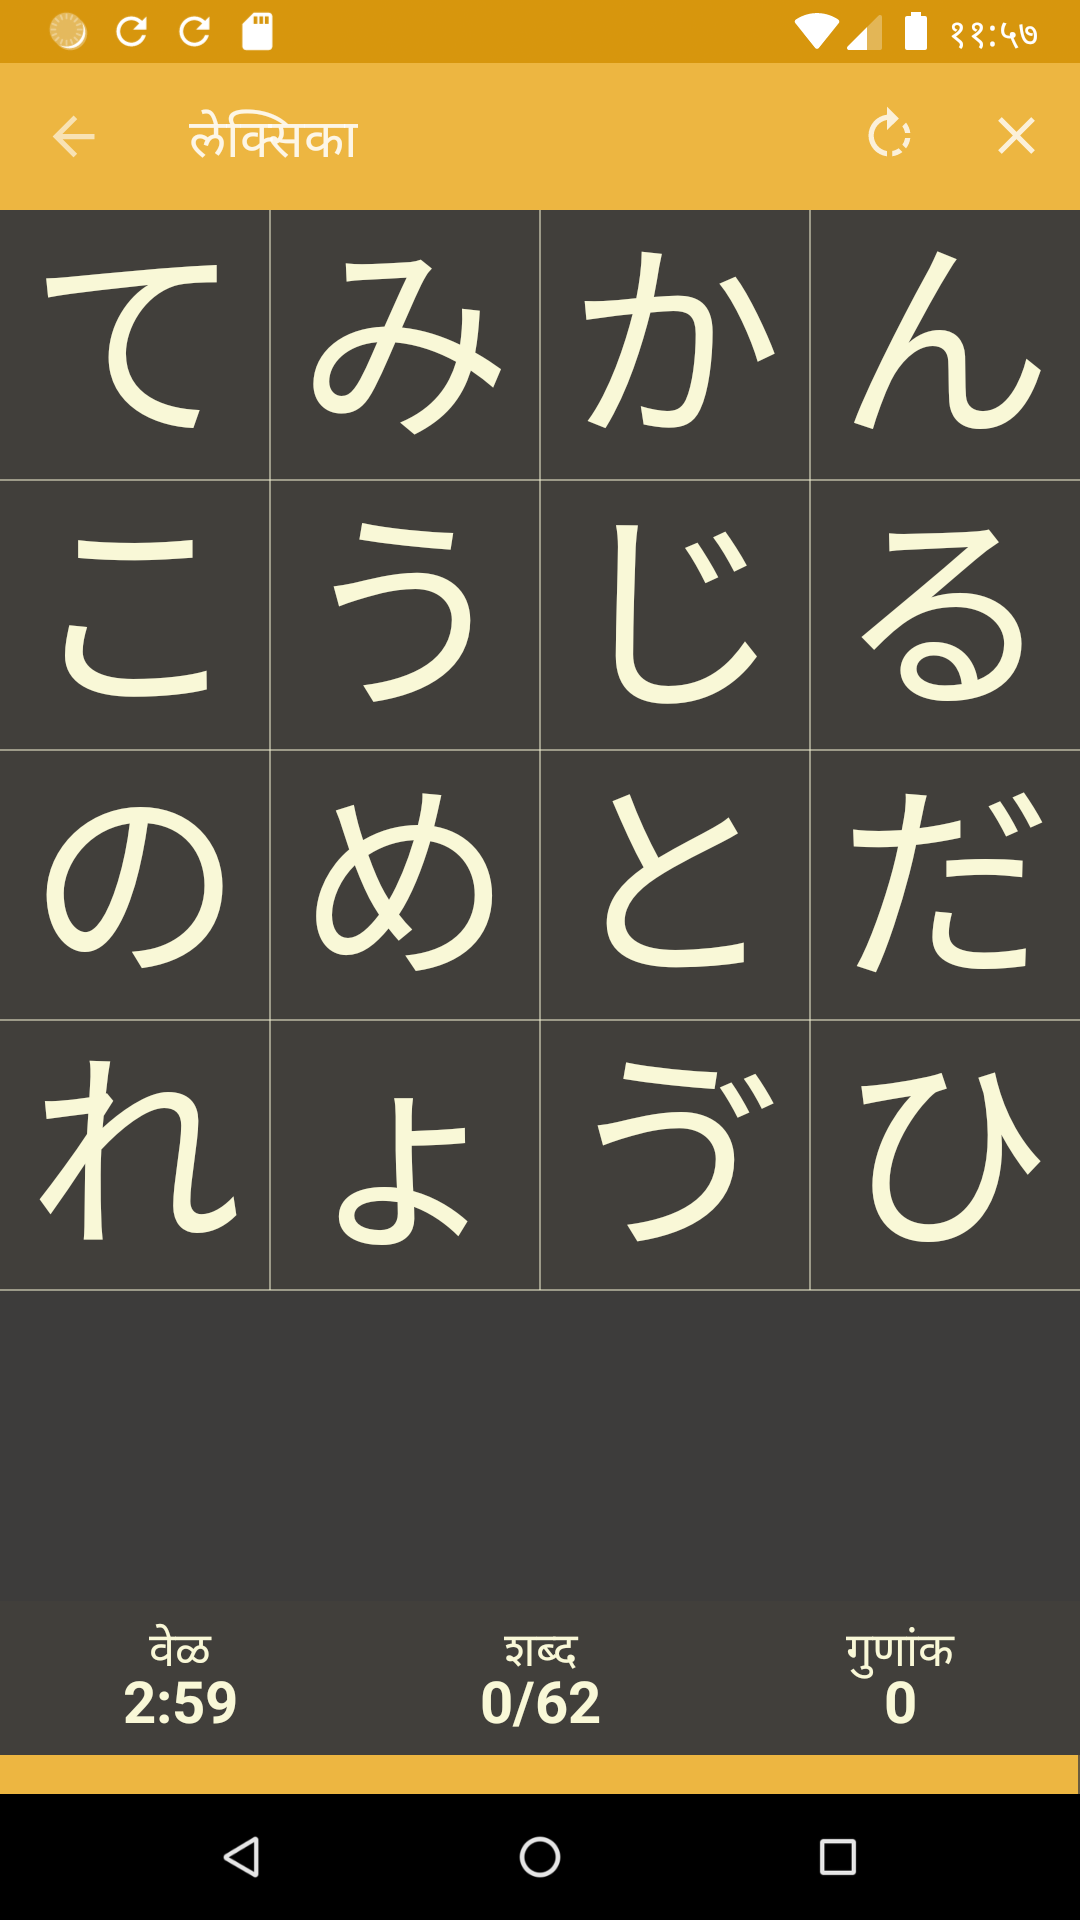 ११:५७
लेक्सिका
て み か ん
こ う じ る
の め と だ
れ ょ ゔ ひ
वेळ शब्द गुणांक
2:59 0/62 0